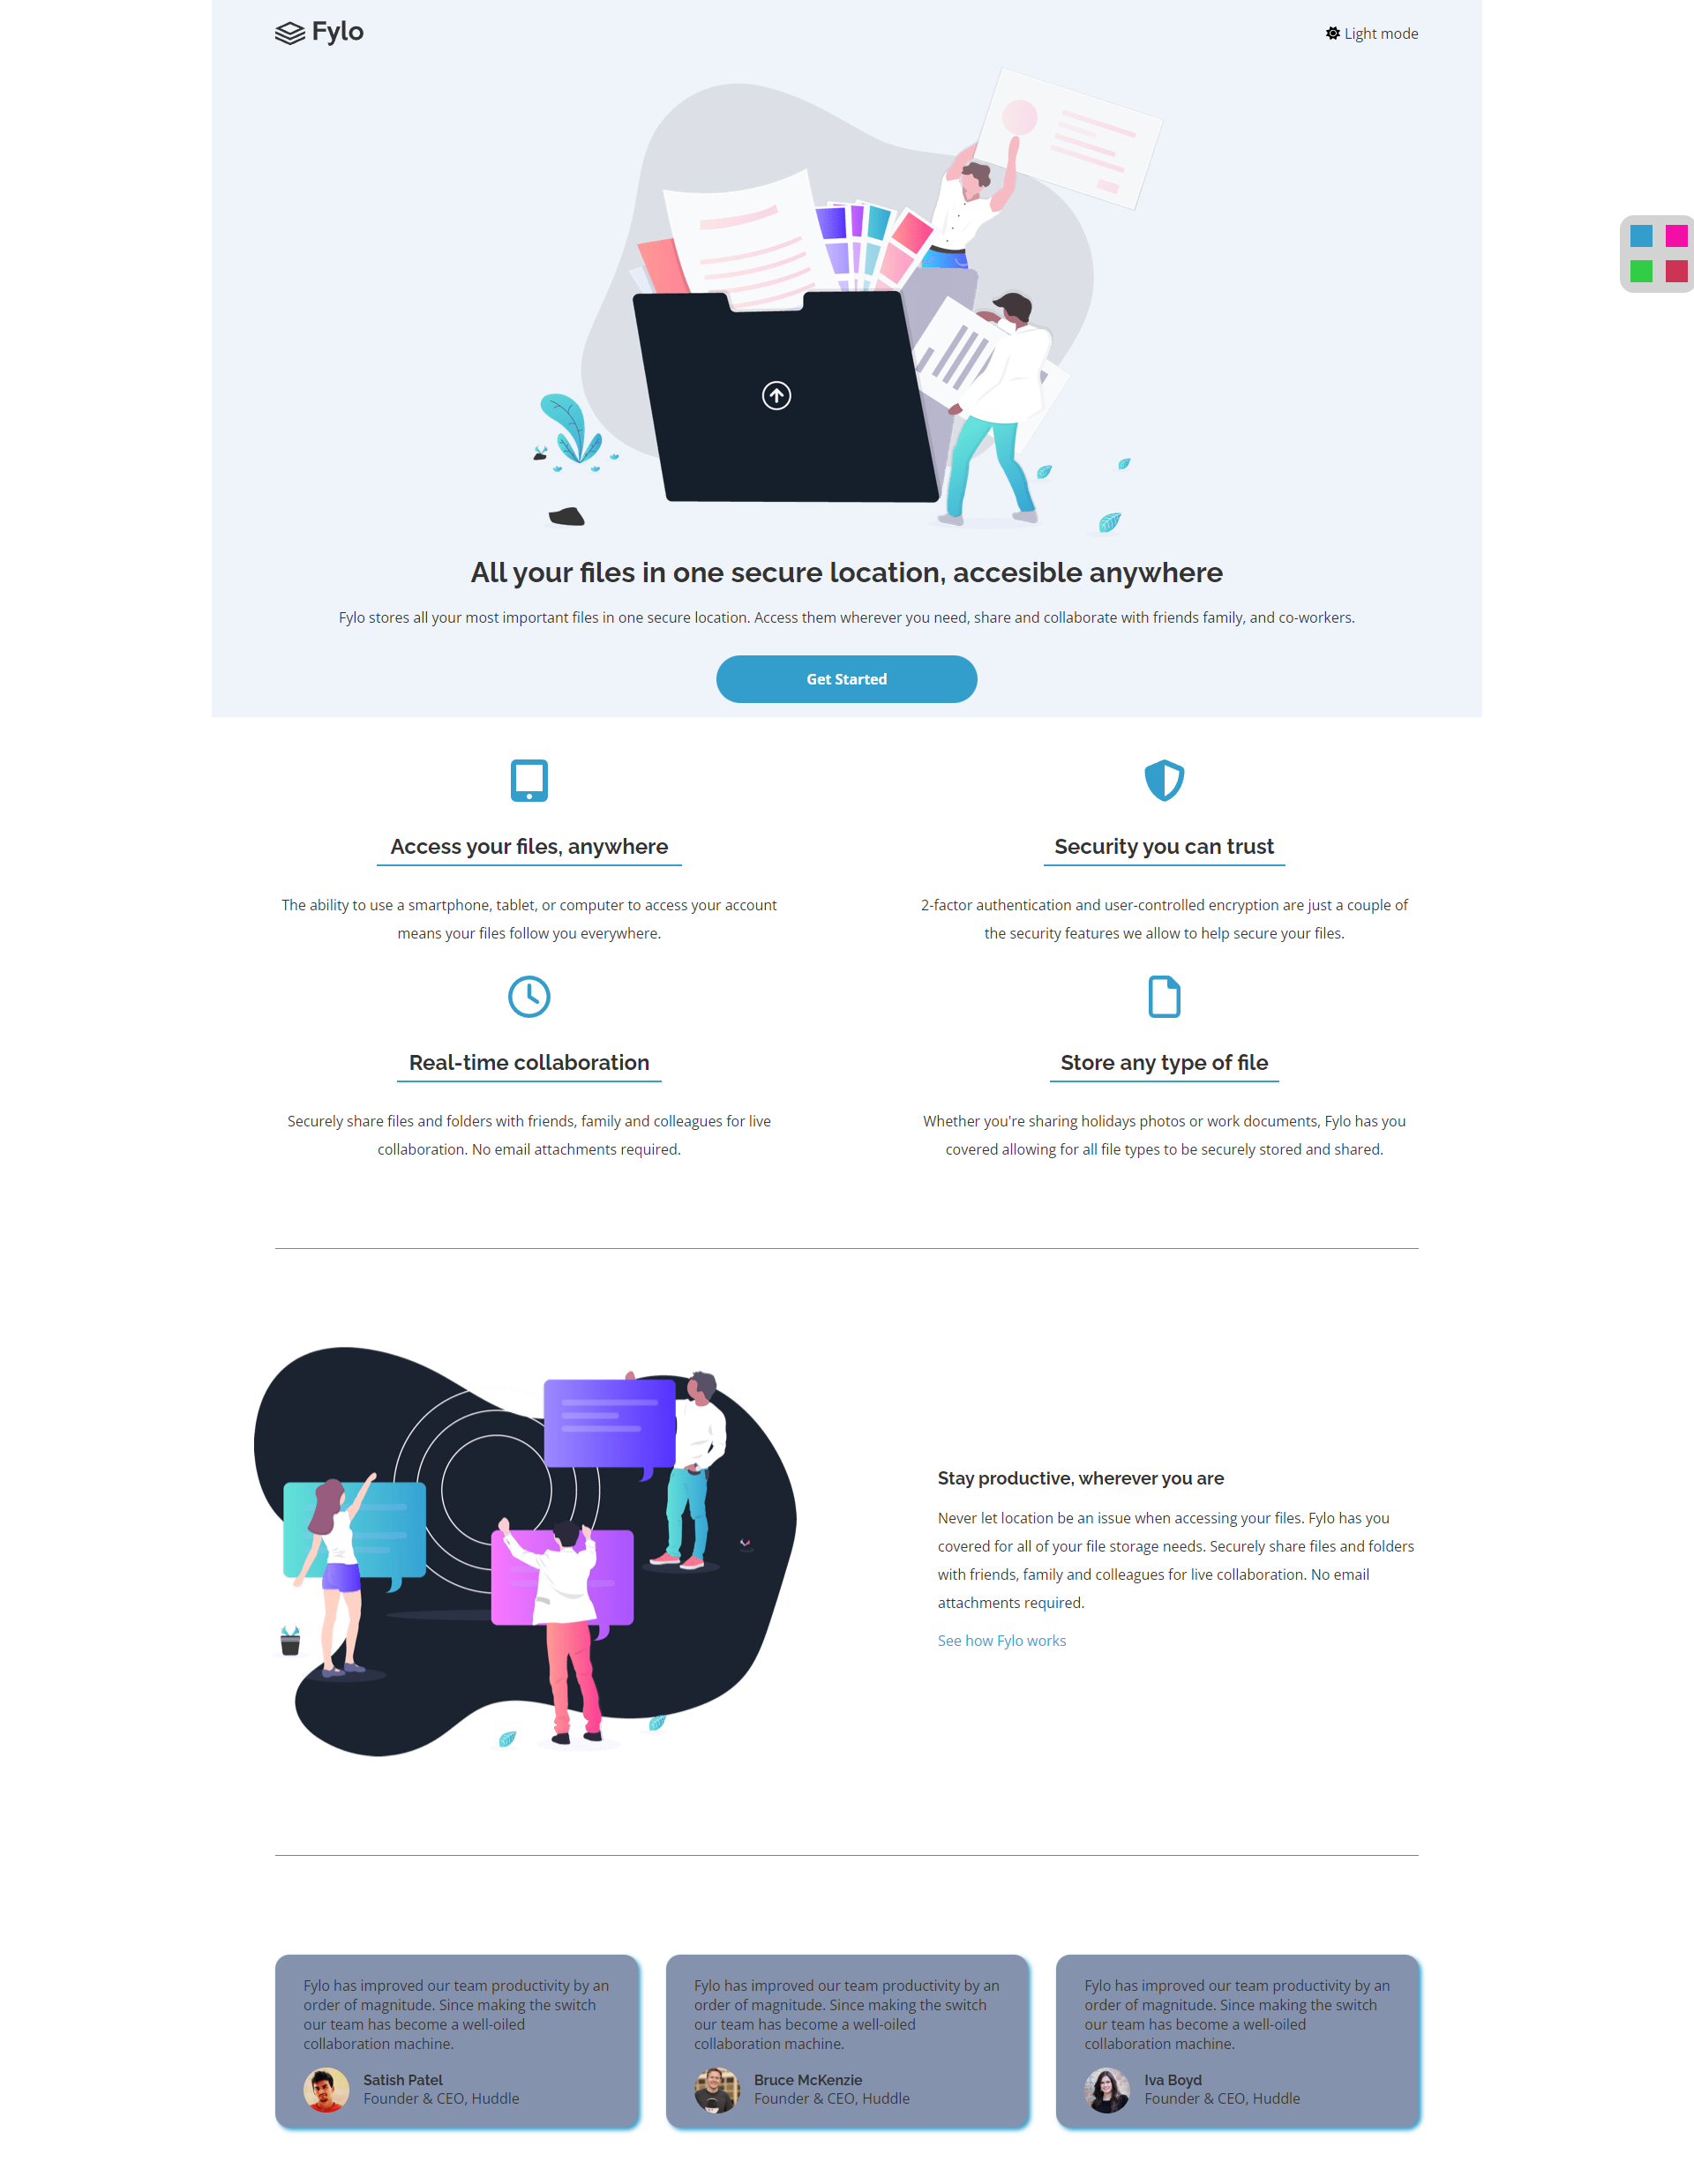 Fylo
Light mode
All your files in one secure location, accesible anywhere
Fylo stores all your most important files in one secure location. Access them wherever you need, share and collaborate with friends family, and co-workers.
Get Started
Access your files, anywhere
The ability to use a smartphone, tablet, or computer to access your account
means your files follow you everywhere.
Security you can trust
2-factor authentication and user-controlled encryption are just a couple of
the security features we allow to help secure your files.
Real-time collaboration
Securely share files and folders with friends, family and colleagues for live
collaboration. No email attachments required.
Store any type of file
Whether you're sharing holidays photos or work documents, Fylo has you
covered allowing for all file types to be securely stored and shared.
Stay productive, wherever you are
Never let location be an issue when accessing your files. Fylo has you
covered for all of your file storage needs. Securely share files and folders
with friends, family and colleagues for live collaboration. No email
attachments required.
See how Fylo works
Fylo has improved our team productivity by an
order of magnitude. Since making the switch
our team has become a well-oiled
collaboration machine.
Satish Patel
Founder & CEO, Huddle
Fylo has improved our team productivity by an
order of magnitude. Since making the switch
our team has become a well-oiled
collaboration machine.
Bruce McKenzie
Founder & CEO, Huddle
Fylo has improved our team productivity by an
order of magnitude. Since making the switch
our team has become a well-oiled
collaboration machine.
Iva Boyd
Founder & CEO, Huddle